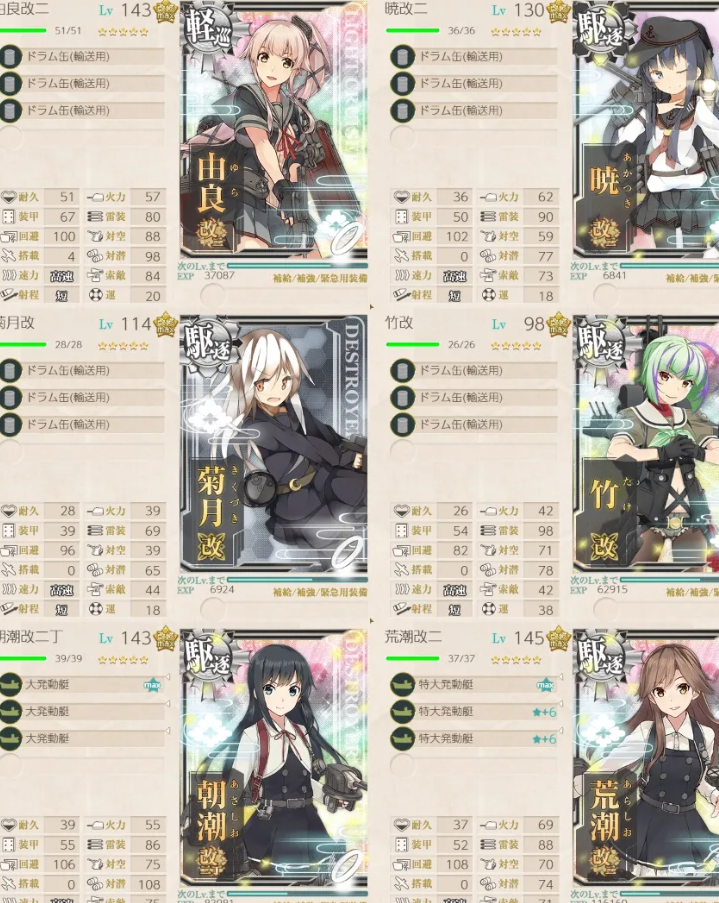 由良改二 Lv 143
51/51
ドラム缶(輸送用)
ドラム缶(輸送用)
ドラム缶(輸送用)
耐久 51 火力 57
装甲 67 雷装 80
回避 100 対空 88
搭載 4 対潜 98
速力 高速 索敵 84
射程 短 運 20
軽巡
LIGHT CRUISER
由良改二
ゆら
次のLv.まで
EXP 37087
補給/補強/緊急用装備
暁改二 Lv 130
36/36
ドラム缶(輸送用)
ドラム缶(輸送用)
ドラム缶(輸送用)
耐久 36 火力 62
装甲 50 雷装 90
回避 102 対空 59
搭載 0 対潜 77
速力 高速 索敵 73
射程 短 運 18
駆逐
暁改二
あかつき
次のLv.まで
EXP 6841
補給/補強/緊
菊月改 Lv 114
28/28
ドラム缶(輸送用)
ドラム缶(輸送用)
ドラム缶(輸送用)
耐久 28 火力 39
装甲 39 雷装 69
回避 96 対空 39
搭載 0 対潜 65
速力 高速 索敵 44
射程 短 運 18
駆逐
DESTROYE
菊月改
きくづき
次のLv.まで
EXP 6924
補給/補強/緊急用装備
竹改 Lv 98
26/26
ドラム缶(輸送用)
ドラム缶(輸送用)
ドラム缶(輸送用)
耐久 26 火力 42
装甲 54 雷装 98
回避 82 対空 71
搭載 0 対潜 78
速力 高速 索敵 42
射程 短 運 38
駆逐
竹改
たけ
次のLv.まで
EXP 62915
補給/補強/緊
朝潮改二丁 Lv 143
39/39
大発動艇 max
大発動艇
大発動艇
耐久 39 火力 55
装甲 55 雷装 86
回避 106 対空 75
搭載 0 対潜 108
駆逐
朝潮改二丁
あさしお
次のLv.まで
荒潮改二 Lv 145
37/37
特大発動艇 max
特大発動艇 ★+6
特大発動艇 ★+6
耐久 37 火力 69
装甲 52 雷装 88
回避 108 対空 70
搭載 0 対潜 74
駆逐
荒潮改二
あらしお
次のLv.まで